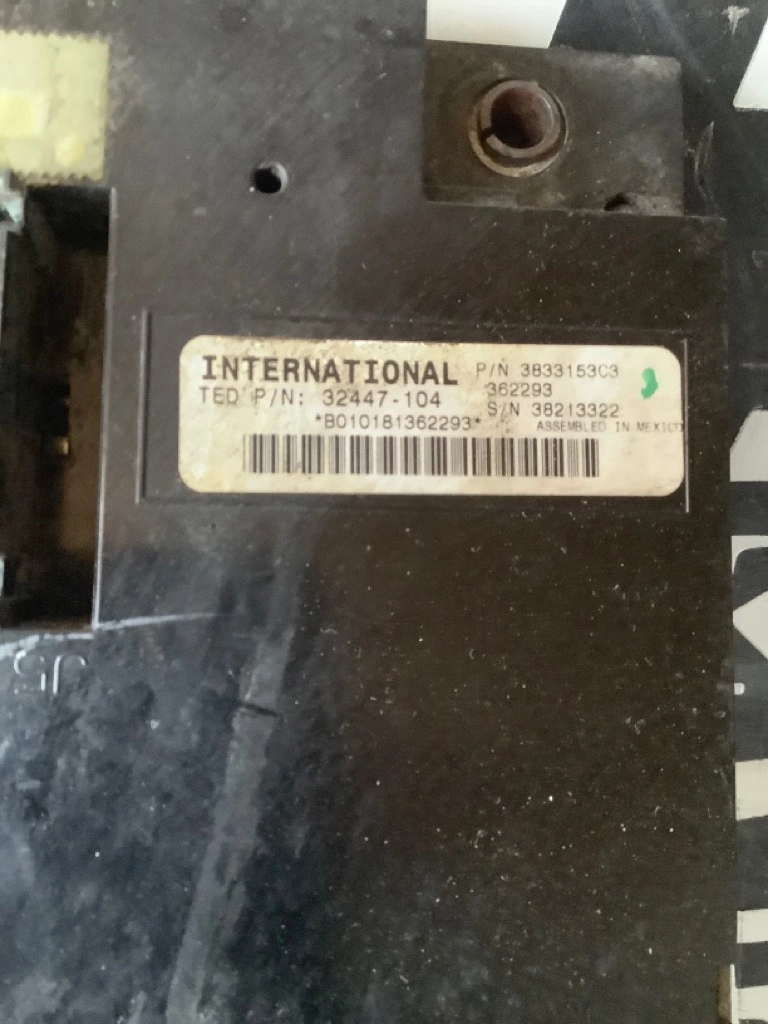 INTERNATIONAL P/N 3833153C3
TED P/N: 32447-104 362293
S/N 38213322
*B010181362293* ASSEMBLED IN MEXICO